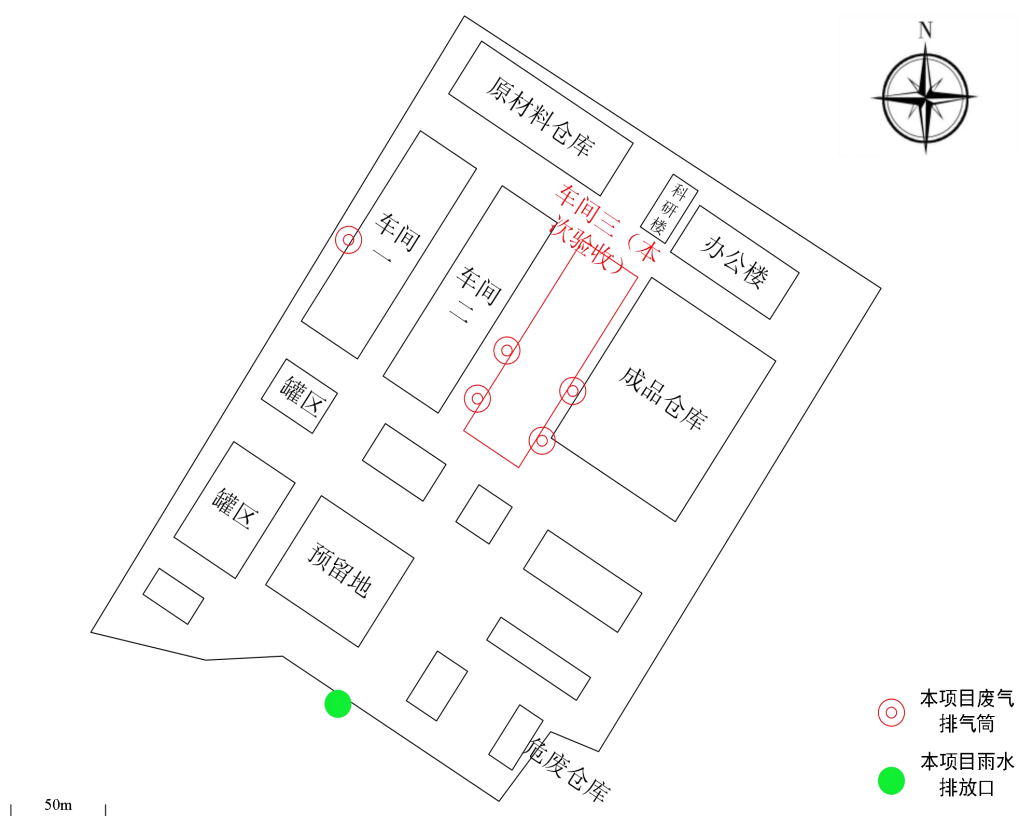 N
原材料仓库
科
研
楼
车间三（本
次验收）
办公楼
车间
一
车间
二
成品仓库
罐区
罐区
预留地
危废仓库
本项目废气
排气筒
本项目雨水
排放口
50m